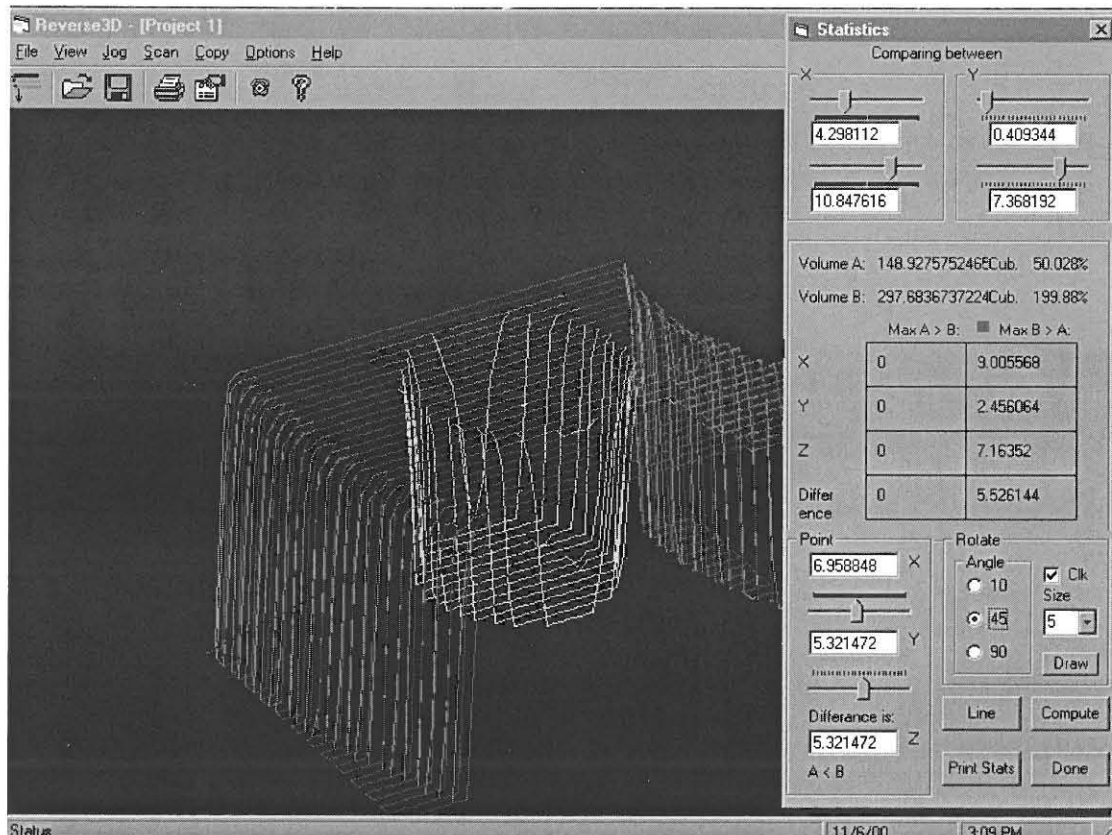 Reverse3D - [Project 1]
File View Jog Scan Copy Options Help
Statistics
Comparing between
X
4.298112
10.847616
Y
0.409344
7.368192
Volume A: 148.9275752465Cub. 50.028%
Volume B: 297.6836737224Cub. 199.88%
Max A > B: Max B > A:
X 0 9.005568
Y 0 2.456064
Z 0 7.16352
Differ
ence 0 5.526144
Point
6.958848 X
5.321472 Y
Differance is:
5.321472 Z
A < B
Rotate
Angle
10
45
90
Clk
Size
5
Draw
Line Compute
Print Stats Done
Status 11/6/00 3:09 PM